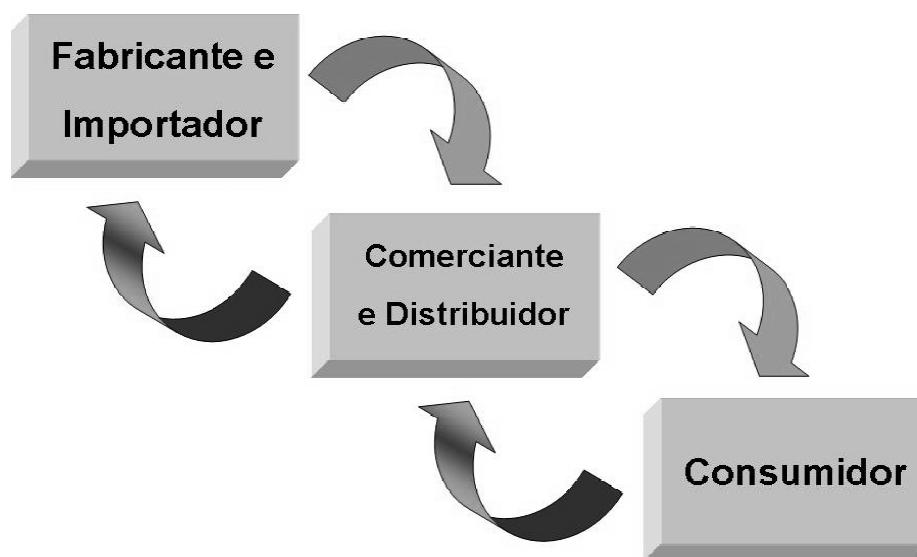 Fabricante e
Importador
Comerciante
e Distribuidor
Consumidor